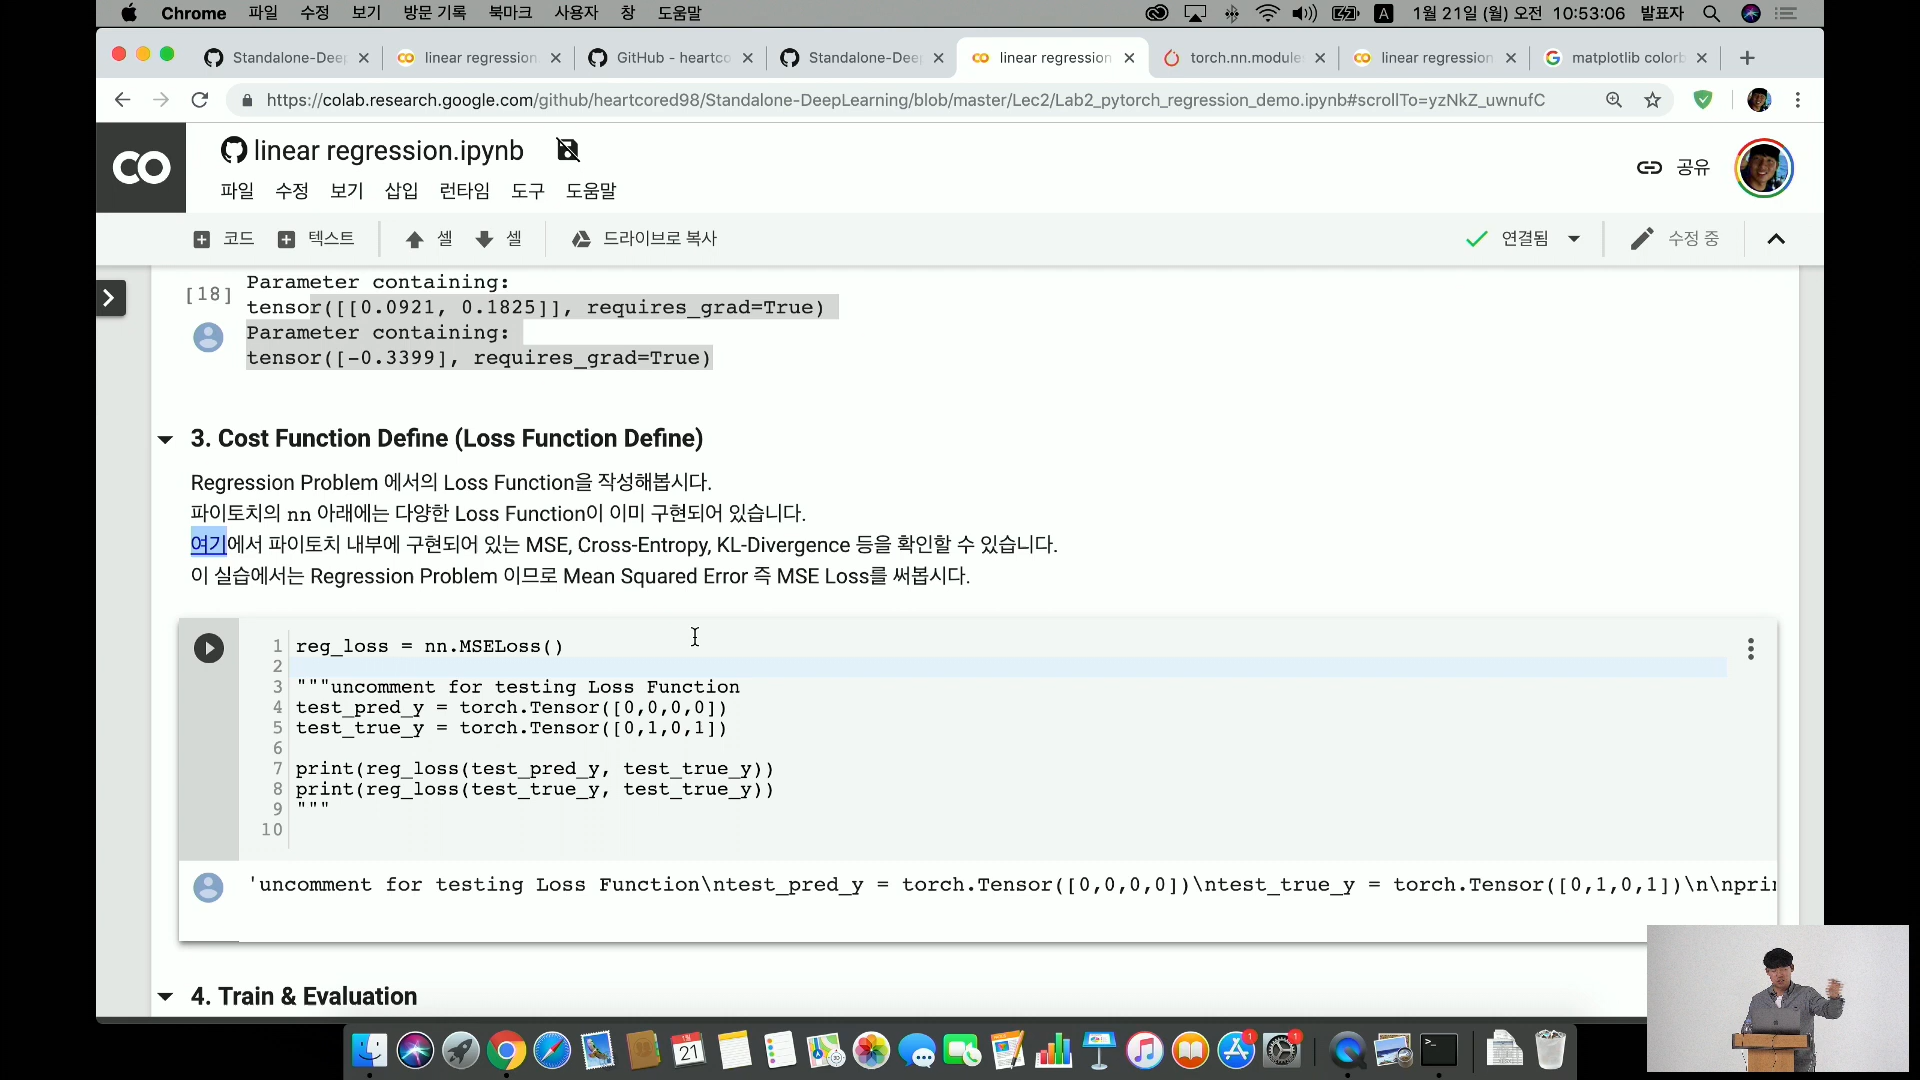 Chrome 파일 수정 보기 방문 기록 북마크 사용자 창 도움말 A 1월 21일 (월) 오전 10:53:06 발표자
Standalone-Deep linear regression GitHub - heartco Standalone-Deep linear regression torch.nn.module linear regression matplotlib colorb
https://colab.research.google.com/github/heartcored98/Standalone-DeepLearning/blob/master/Lec2/Lab2_pytorch_regression_demo.ipynb#scrollTo=yzNkZ_uwnufC
CO linear regression.ipynb
공유
파일 수정 보기 삽입 런타임 도구 도움말
코드 텍스트 셀 셀 드라이브로 복사 연결됨 수정 중
Parameter containing:
[18] tensor([[0.0921, 0.1825]], requires_grad=True)
Parameter containing:
tensor([-0.3399], requires_grad=True)
3. Cost Function Define (Loss Function Define)
Regression Problem 에서의 Loss Function을 작성해봅시다.
파이토치의 nn 아래에는 다양한 Loss Function이 이미 구현되어 있습니다.
여기에서 파이토치 내부에 구현되어 있는 MSE, Cross-Entropy, KL-Divergence 등을 확인할 수 있습니다.
이 실습에서는 Regression Problem 이므로 Mean Squared Error 즉 MSE Loss를 써봅시다.
1 reg_loss = nn.MSELoss()
2
3 """uncomment for testing Loss Function
4 test_pred_y = torch.Tensor([0,0,0,0])
5 test_true_y = torch.Tensor([0,1,0,1])
6
7 print(reg_loss(test_pred_y, test_true_y))
8 print(reg_loss(test_true_y, test_true_y))
9 """
10
'uncomment for testing Loss Function\ntest_pred_y = torch.Tensor([0,0,0,0])\ntest_true_y = torch.Tensor([0,1,0,1])\n\nprin
4. Train & Evaluation
21
1
1